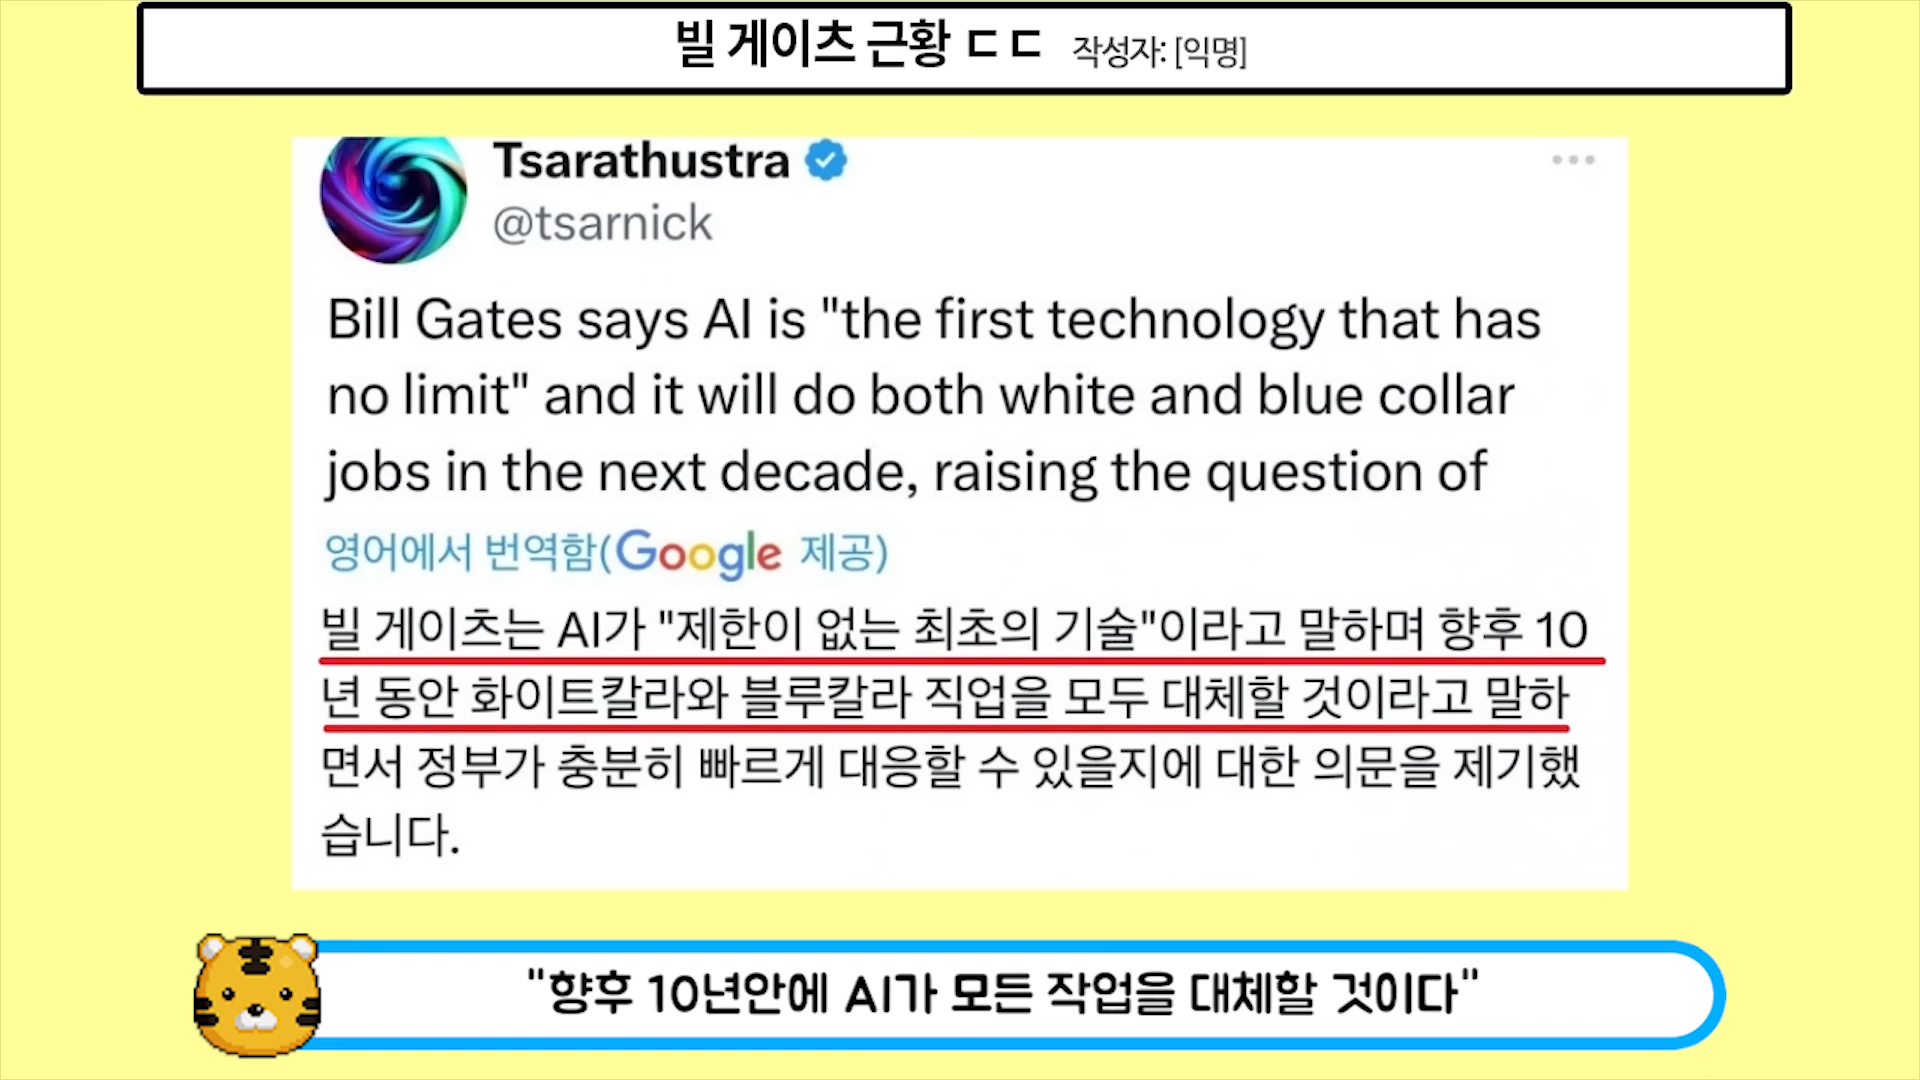 빌 게이츠 근황 ㄷㄷ 작성자: [익명]
Tsarathustra
@tsarnick
Bill Gates says AI is "the first technology that has
no limit" and it will do both white and blue collar
jobs in the next decade, raising the question of
영어에서 번역함(Google 제공)
빌 게이츠는 AI가 "제한이 없는 최초의 기술"이라고 말하며 향후 10
년 동안 화이트칼라와 블루칼라 직업을 모두 대체할 것이라고 말하
면서 정부가 충분히 빠르게 대응할 수 있을지에 대한 의문을 제기했
습니다.
"향후 10년안에 AI가 모든 작업을 대체할 것이다"